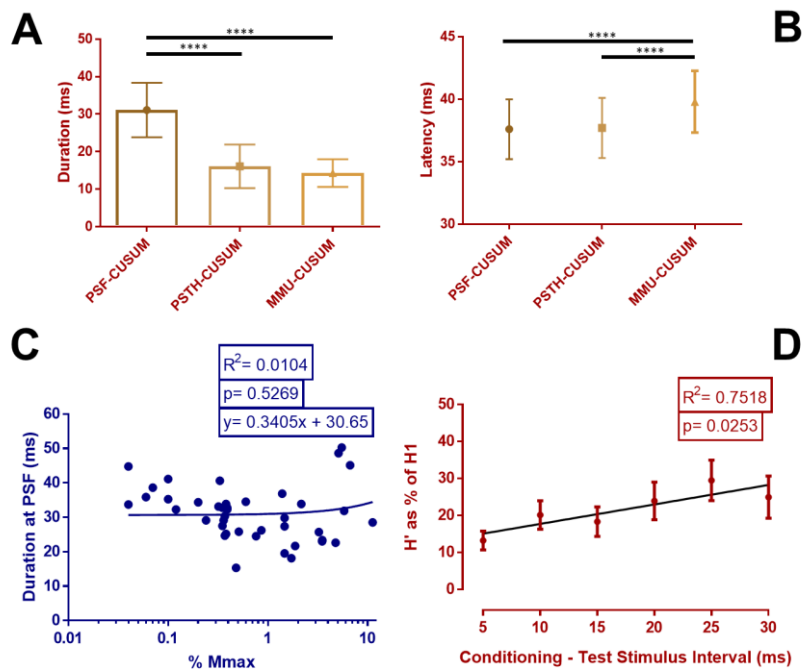 A
****
****
Duration (ms)
50
40
30
20
10
0
PSF-CUSUM
PSTH-CUSUM
MMU-CUSUM
B
****
****
Latency (ms)
45
40
35
30
PSF-CUSUM
PSTH-CUSUM
MMU-CUSUM
C
R²= 0.0104
p= 0.5269
y= 0.3405x + 30.65
Duration at PSF (ms)
60
50
40
30
20
10
0
0.01
0.1
1
10
% Mmax
D
R²= 0.7518
p= 0.0253
H' as % of H1
50
40
30
20
10
0
5
10
15
20
25
30
Conditioning - Test Stimulus Interval (ms)